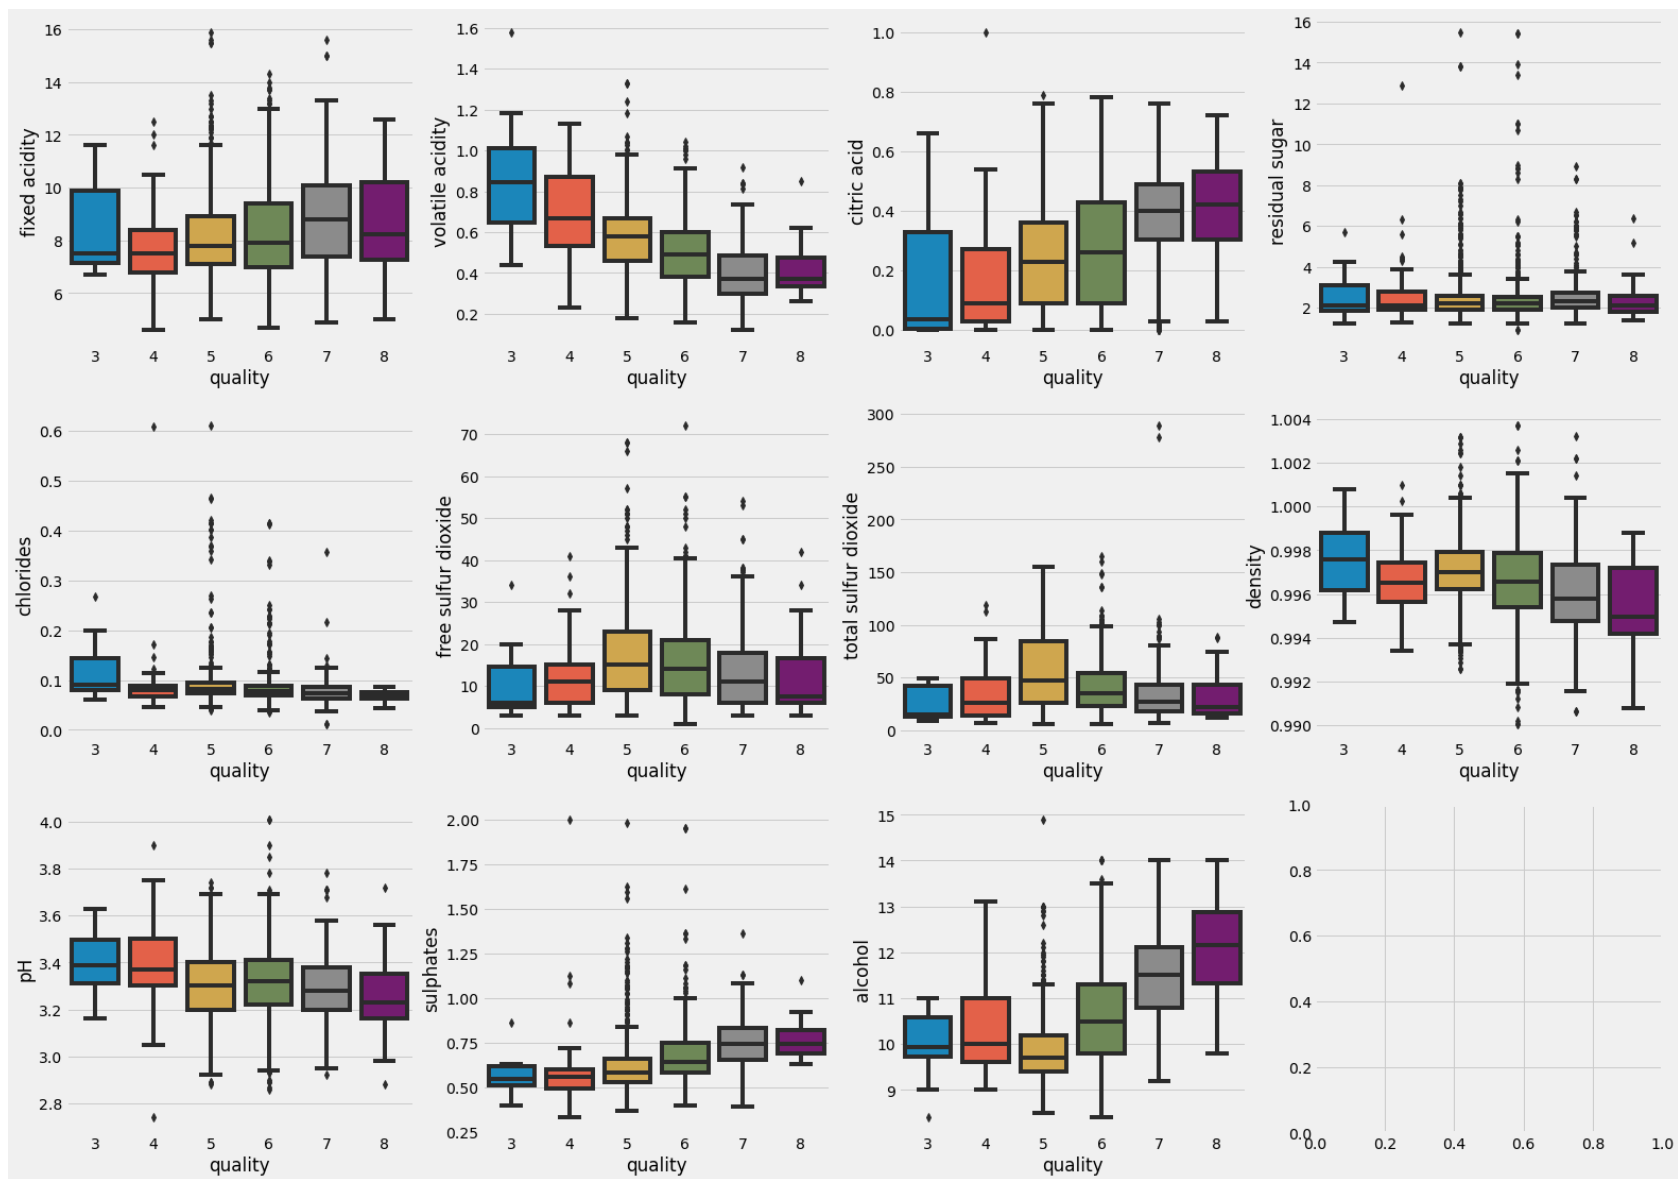 16
14
12
10
8
6
fixed acidity
3 4 5 6 7 8
quality
1.6
1.4
1.2
1.0
0.8
0.6
0.4
0.2
volatile acidity
3 4 5 6 7 8
quality
1.0
0.8
0.6
0.4
0.2
0.0
citric acid
3 4 5 6 7 8
quality
16
14
12
10
8
6
4
2
residual sugar
3 4 5 6 7 8
quality
0.6
0.5
0.4
0.3
0.2
0.1
0.0
chlorides
3 4 5 6 7 8
quality
70
60
50
40
30
20
10
0
free sulfur dioxide
3 4 5 6 7 8
quality
300
250
200
150
100
50
0
total sulfur dioxide
3 4 5 6 7 8
quality
1.004
1.002
1.000
0.998
0.996
0.994
0.992
0.990
density
3 4 5 6 7 8
quality
4.0
3.8
3.6
3.4
3.2
3.0
2.8
pH
3 4 5 6 7 8
quality
2.00
1.75
1.50
1.25
1.00
0.75
0.50
0.25
sulphates
3 4 5 6 7 8
quality
15
14
13
12
11
10
9
alcohol
3 4 5 6 7 8
quality
1.0
0.8
0.6
0.4
0.2
0.0
0.0 0.2 0.4 0.6 0.8 1.0